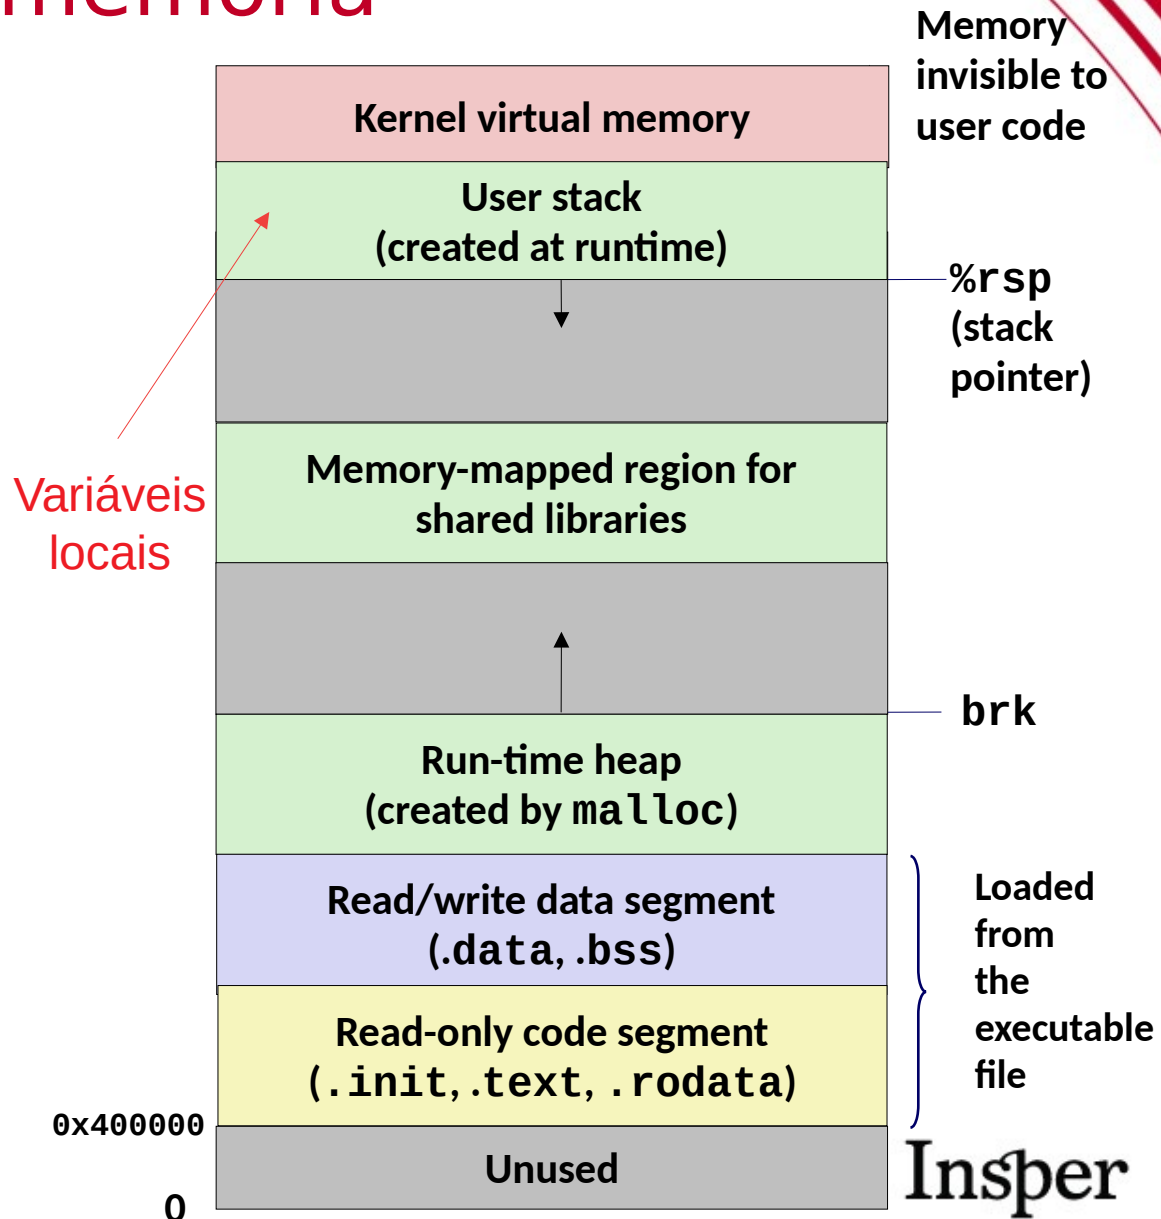 memória
Memory
invisible to
user code
Kernel virtual memory
User stack
(created at runtime)
%rsp
(stack
pointer)
Variáveis
locais
Memory-mapped region for
shared libraries
brk
Run-time heap
(created by malloc)
Read/write data segment
(.data, .bss)
Loaded
from
the
executable
file
Read-only code segment
(.init, .text, .rodata)
0x400000
Unused
0
Insper